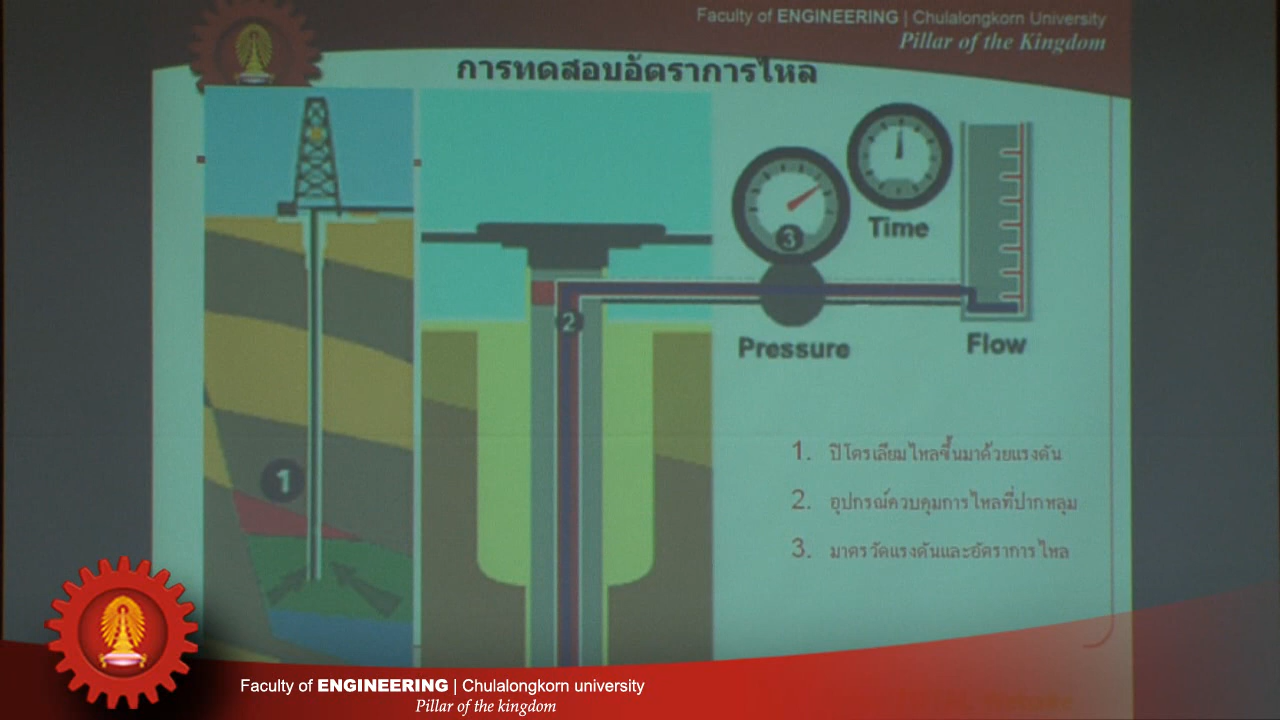 Faculty of ENGINEERING | Chulalongkorn University
Pillar of the Kingdom
การทดสอบอัตราการไหล
3
Time
2
Pressure
Flow
1
1. ปิโตรเลียมไหลขึ้นมาด้วยแรงดัน
2. อุปกรณ์ควบคุมการไหลที่ปากหลุม
3. มาตรวัดแรงดันและอัตราการไหล
Faculty of ENGINEERING | Chulalongkorn university
Pillar of the kingdom